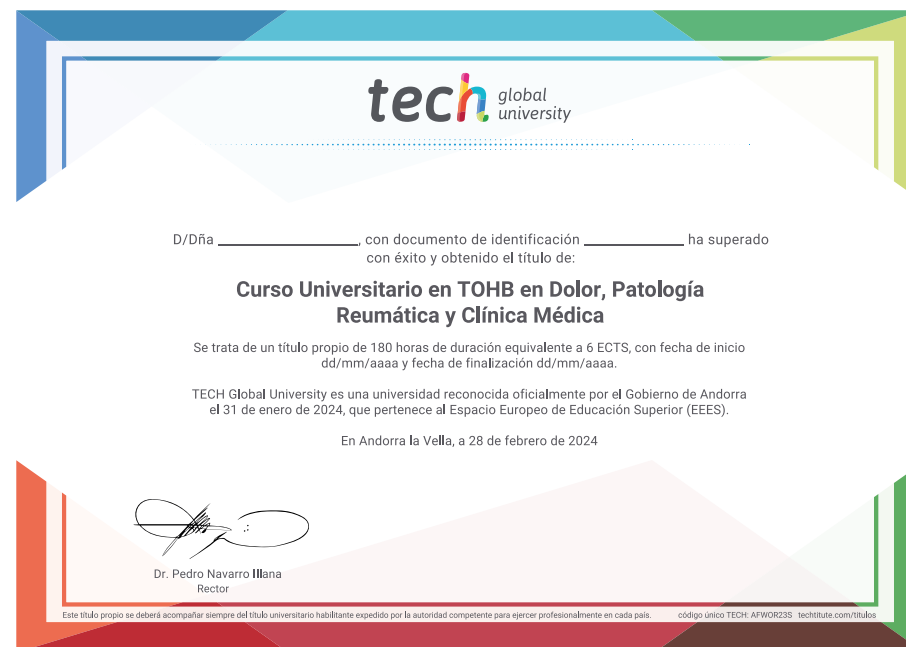 tech global university
D/Dña ____________________, con documento de identificación ______________ ha superado
con éxito y obtenido el título de:
Curso Universitario en TOHB en Dolor, Patología
Reumática y Clínica Médica
Se trata de un título propio de 180 horas de duración equivalente a 6 ECTS, con fecha de inicio
dd/mm/aaaa y fecha de finalización dd/mm/aaaa.
TECH Global University es una universidad reconocida oficialmente por el Gobierno de Andorra
el 31 de enero de 2024, que pertenece al Espacio Europeo de Educación Superior (EEES).
En Andorra la Vella, a 28 de febrero de 2024
Dr. Pedro Navarro Illana
Rector
Este título propio se deberá acompañar siempre del título universitario habilitante expedido por la autoridad competente para ejercer profesionalmente en cada país. código único TECH: AFWOR23S techtitute.com/titulos